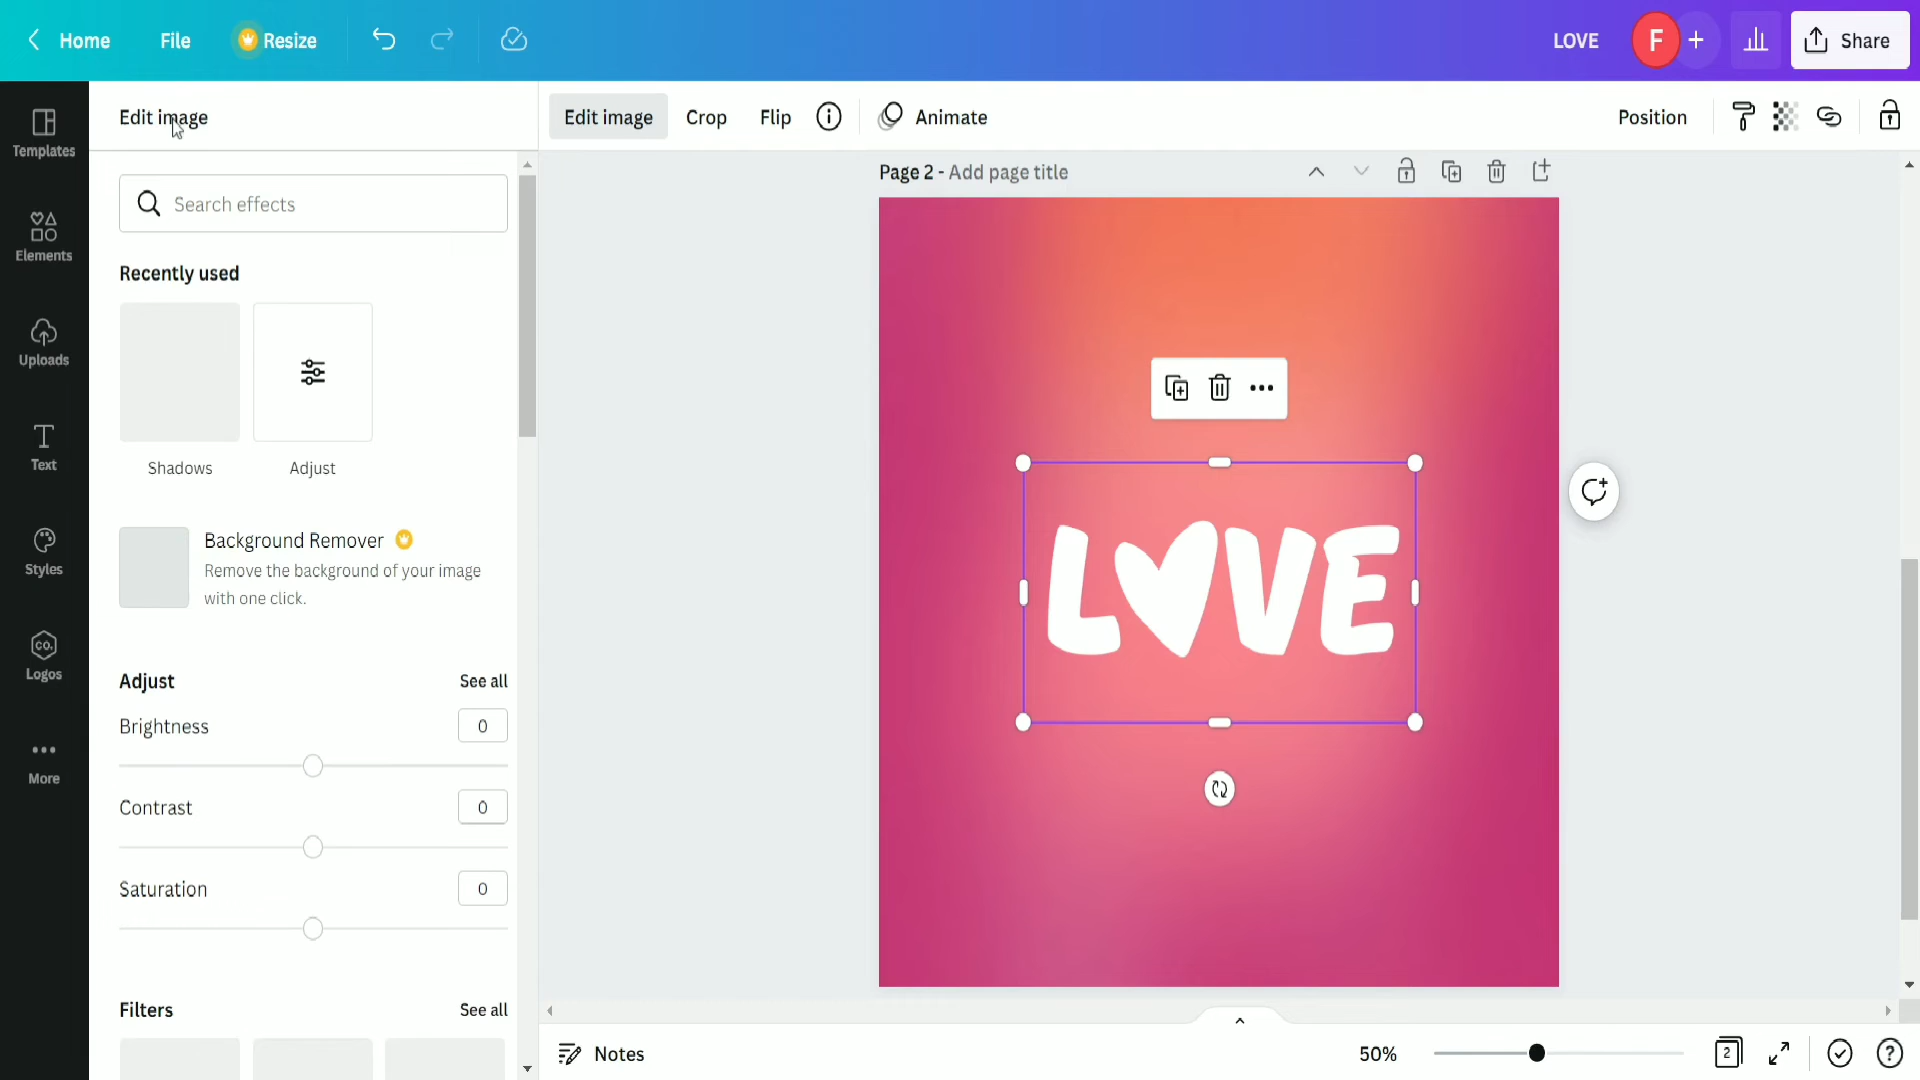 Home File Resize LOVE F Share
Templates
Elements
Uploads
Text
Styles
CO.
Logos
More
Edit image
Search effects
Recently used
Shadows Adjust
Background Remover
Remove the background of your image
with one click.
Adjust See all
Brightness 0
Contrast 0
Saturation 0
Filters See all
Edit image Crop Flip Animate Position
Page 2 - Add page title
L VE
Notes 50% 2 ?